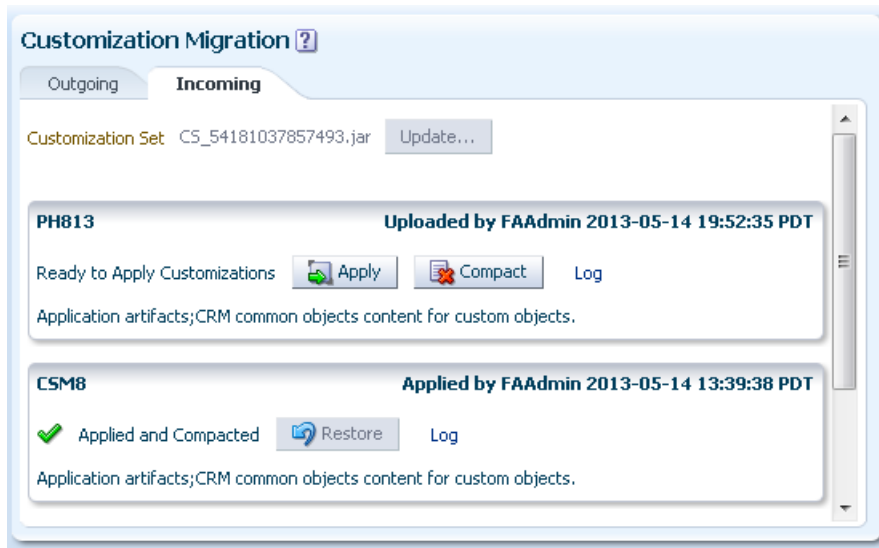 Customization Migration ?
Outgoing Incoming
Customization Set CS_54181037857493.jar Update...
PH813 Uploaded by FAAdmin 2013-05-14 19:52:35 PDT
Ready to Apply Customizations Apply Compact Log
Application artifacts;CRM common objects content for custom objects.
CSM8 Applied by FAAdmin 2013-05-14 13:39:38 PDT
Applied and Compacted Restore Log
Application artifacts;CRM common objects content for custom objects.